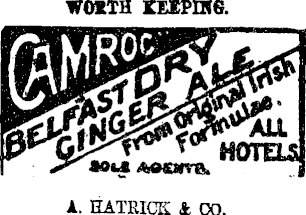 WORTH KEEPING.
CAMROC
BELFAST DRY
GINGER ALE
From Original Irish
Formulae.
ALL
HOTELS
SOLE AGENTS.
A. HATRICK & CO.